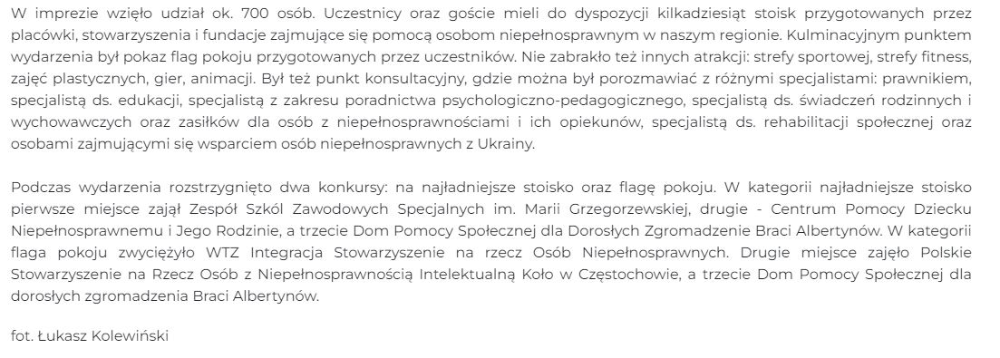 W imprezie wzięło udział ok. 700 osób. Uczestnicy oraz goście mieli do dyspozycji kilkadziesiąt stoisk przygotowanych przez
placówki, stowarzyszenia i fundacje zajmujące się pomocą osobom niepełnosprawnym w naszym regionie. Kulminacyjnym punktem
wydarzenia był pokaz flag pokoju przygotowanych przez uczestników. Nie zabrakło też innych atrakcji: strefy sportowej, strefy fitness,
zajęć plastycznych, gier, animacji. Był też punkt konsultacyjny, gdzie można był porozmawiać z różnymi specjalistami: prawnikiem,
specjalistą ds. edukacji, specjalistą z zakresu poradnictwa psychologiczno-pedagogicznego, specjalistą ds. świadczeń rodzinnych i
wychowawczych oraz zasiłków dla osób z niepełnosprawnościami i ich opiekunów, specjalistą ds. rehabilitacji społecznej oraz
osobami zajmującymi się wsparciem osób niepełnosprawnych z Ukrainy.
Podczas wydarzenia rozstrzygnięto dwa konkursy: na najładniejsze stoisko oraz flagę pokoju. W kategorii najładniejsze stoisko
pierwsze miejsce zajął Zespół Szkól Zawodowych Specjalnych im. Marii Grzegorzewskiej, drugie - Centrum Pomocy Dziecku
Niepełnosprawnemu i Jego Rodzinie, a trzecie Dom Pomocy Społecznej dla Dorosłych Zgromadzenie Braci Albertynów. W kategorii
flaga pokoju zwyciężyło WTZ Integracja Stowarzyszenie na rzecz Osób Niepełnosprawnych. Drugie miejsce zajęło Polskie
Stowarzyszenie na Rzecz Osób z Niepełnosprawnością Intelektualną Koło w Częstochowie, a trzecie Dom Pomocy Społecznej dla
dorosłych zgromadzenia Braci Albertynów.
fot. Łukasz Kolewiński